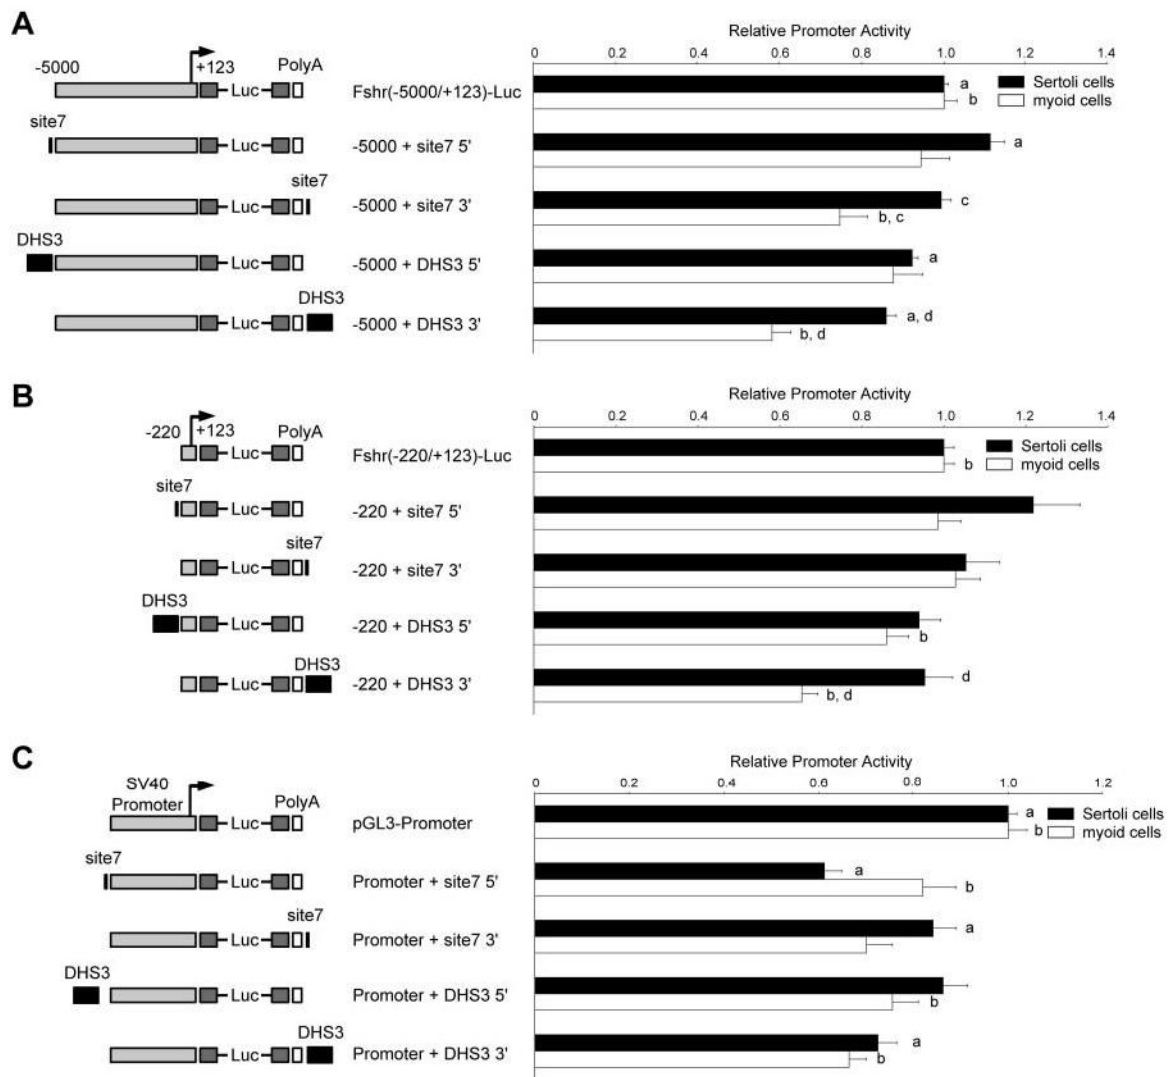 A
Relative Promoter Activity
0 0.2 0.4 0.6 0.8 1.0 1.2 1.4
-5000 +123 PolyA
Luc Fshr(-5000/+123)-Luc
a Sertoli cells
b myoid cells
site7
Luc -5000 + site7 5' a
site7
Luc -5000 + site7 3' c
b, c
DHS3
Luc -5000 + DHS3 5' a
DHS3
Luc -5000 + DHS3 3' a, d
b, d
B
Relative Promoter Activity
0 0.2 0.4 0.6 0.8 1.0 1.2 1.4
-220 +123 PolyA
Luc Fshr(-220/+123)-Luc
Sertoli cells
b myoid cells
site7
Luc -220 + site7 5'
site7
Luc -220 + site7 3'
DHS3
Luc -220 + DHS3 5'
b
DHS3
Luc -220 + DHS3 3' d
b, d
C
Relative Promoter Activity
0 0.2 0.4 0.6 0.8 1.0 1.2
SV40
Promoter PolyA
Luc pGL3-Promoter
a Sertoli cells
b myoid cells
site7
Luc Promoter + site7 5' a
b
site7
Luc Promoter + site7 3' a
DHS3
Luc Promoter + DHS3 5'
b
DHS3
Luc Promoter + DHS3 3' a
b